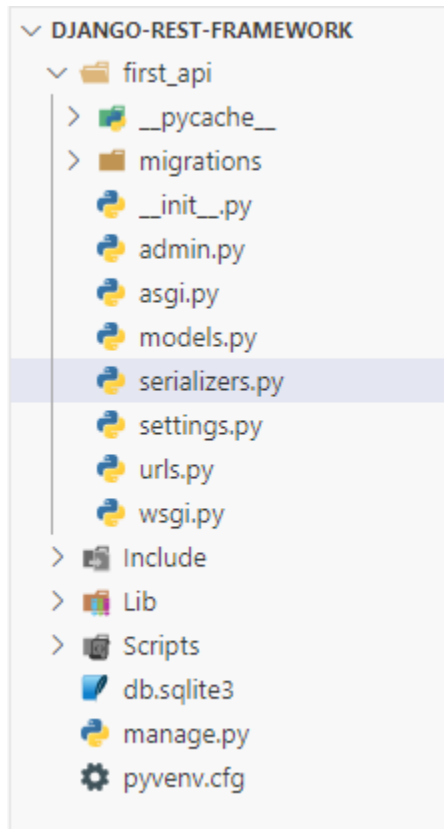 DJANGO-REST-FRAMEWORK
first_api
__pycache__
migrations
__init__.py
admin.py
asgi.py
models.py
serializers.py
settings.py
urls.py
wsgi.py
Include
Lib
Scripts
db.sqlite3
manage.py
pyvenv.cfg